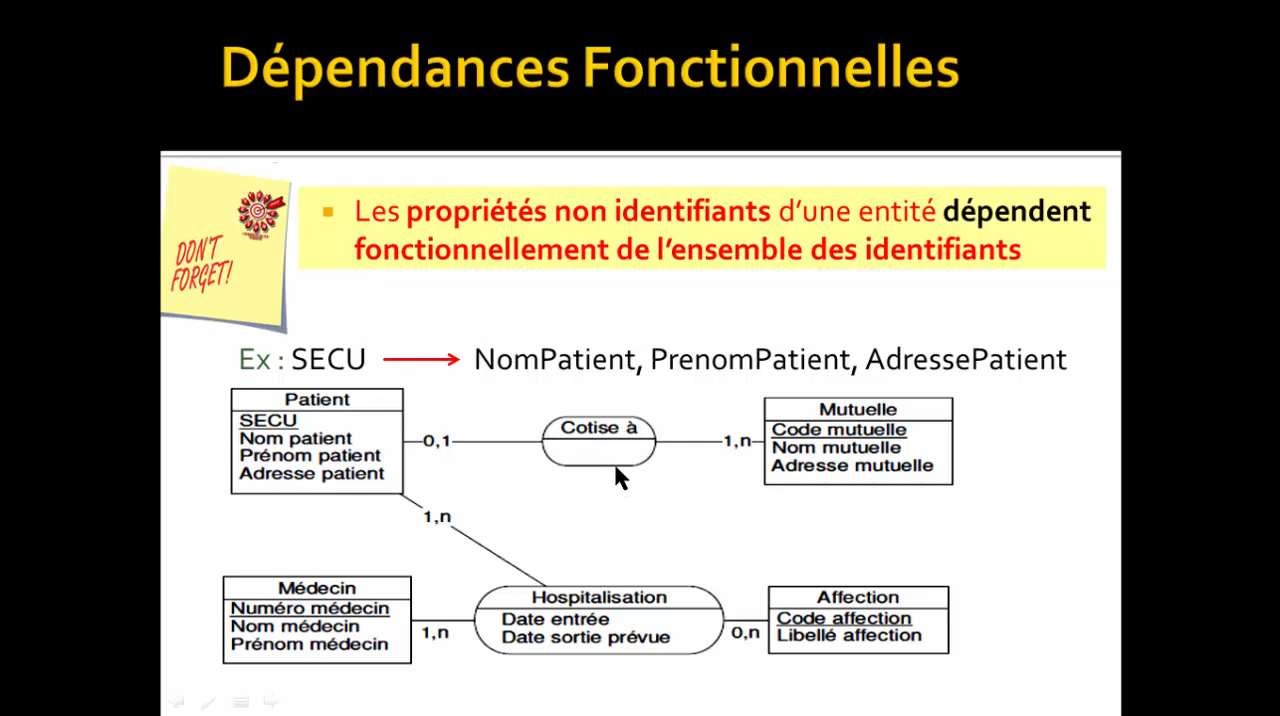 Dépendances Fonctionnelles
DON'T
FORGET!
Les propriétés non identifiants d'une entité dépendent
fonctionnellement de l'ensemble des identifiants
Ex : SECU NomPatient, PrenomPatient, AdressePatient
Patient
SECU
Nom patient
Prénom patient
Adresse patient
0,1
Cotise à
1,n
Mutuelle
Code mutuelle
Nom mutuelle
Adresse mutuelle
1,n
Médecin
Numéro médecin
Nom médecin
Prénom médecin
1,n
Hospitalisation
Date entrée
Date sortie prévue
0,n
Affection
Code affection
Libellé affection